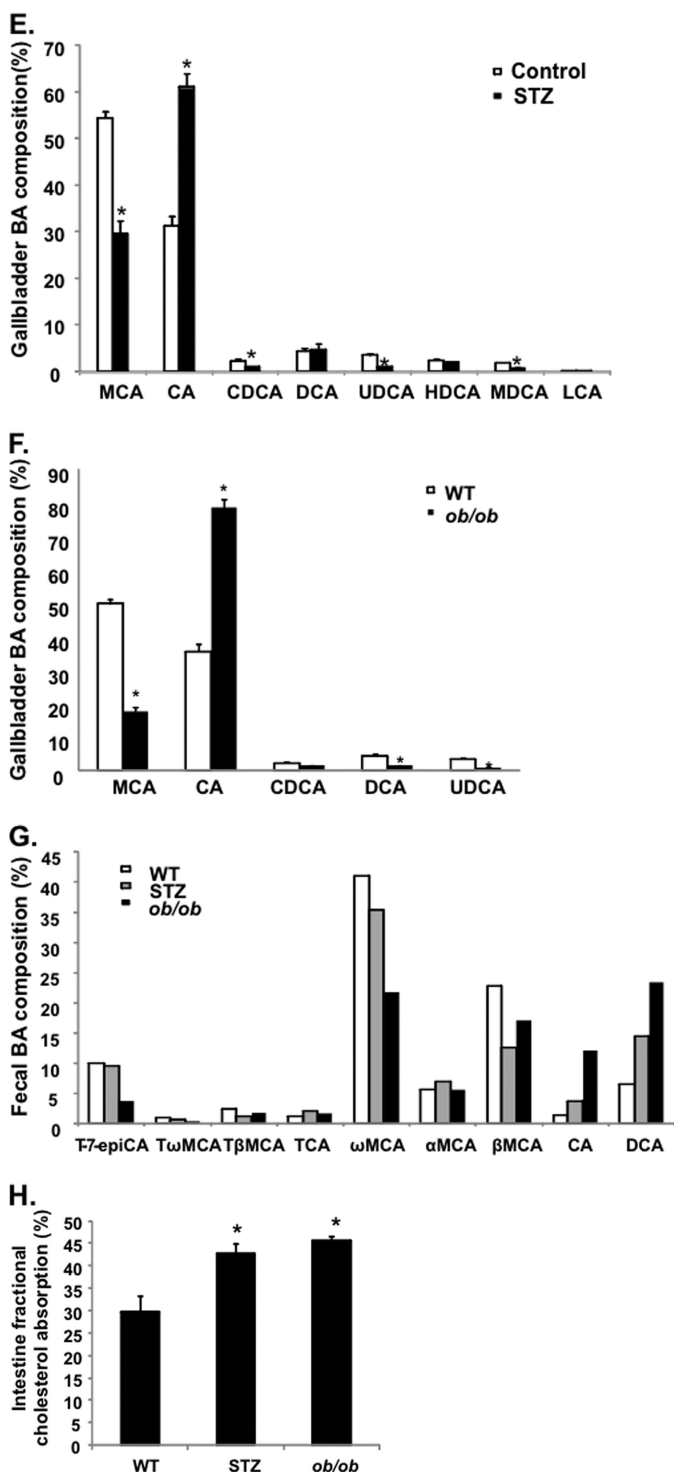 E.
Gallbladder BA composition(%)
70
60
50
40
30
20
10
0
Control
STZ
*
*
*
*
*
MCA CA CDCA DCA UDCA HDCA MDCA LCA
F.
Gallbladder BA composition (%)
90
80
70
60
50
40
30
20
10
0
WT
ob/ob
*
*
*
*
MCA CA CDCA DCA UDCA
G.
Fecal BA composition (%)
45
40
35
30
25
20
15
10
5
0
WT
STZ
ob/ob
T-7-epiCA TωMCA TβMCA TCA ωMCA αMCA βMCA CA DCA
H.
Intestine fractional
cholesterol absorption (%)
50
45
40
35
30
25
20
15
10
5
0
* *
WT STZ ob/ob